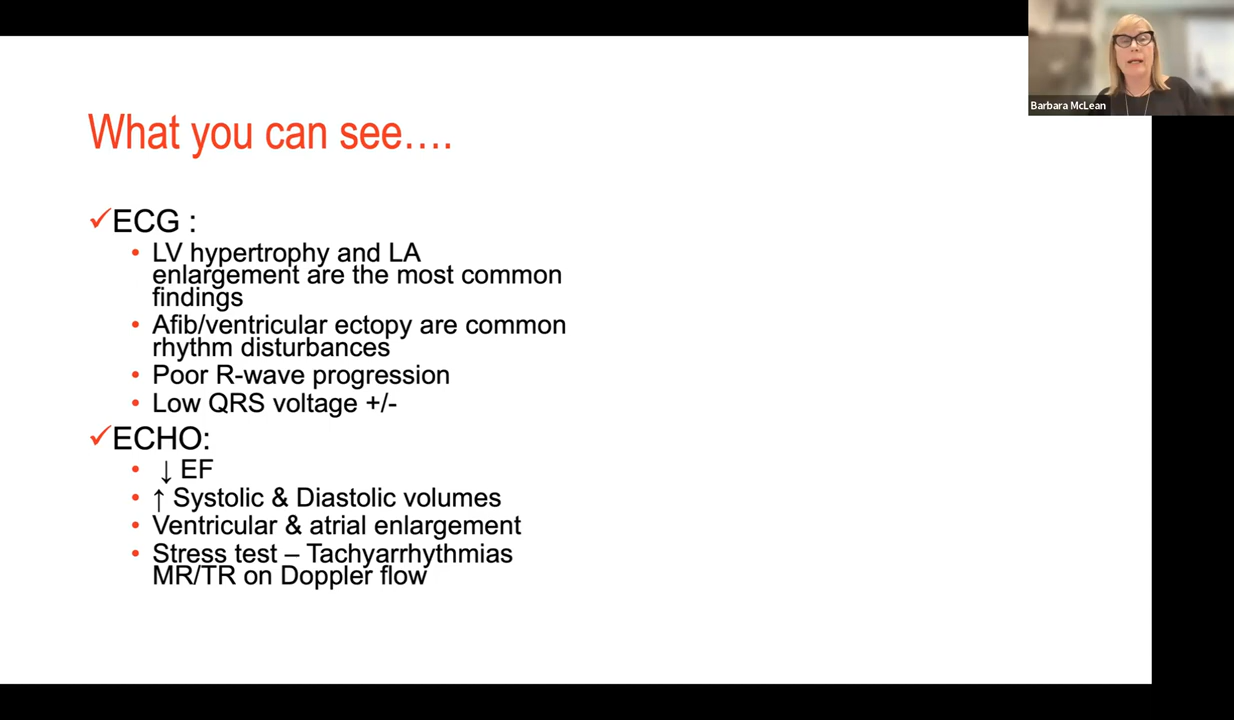 Barbara McLean
What you can see….
✓ECG :
• LV hypertrophy and LA
enlargement are the most common
findings
• Afib/ventricular ectopy are common
rhythm disturbances
• Poor R-wave progression
• Low QRS voltage +/-
✓ECHO:
• ↓ EF
• ↑ Systolic & Diastolic volumes
• Ventricular & atrial enlargement
• Stress test – Tachyarrhythmias
MR/TR on Doppler flow